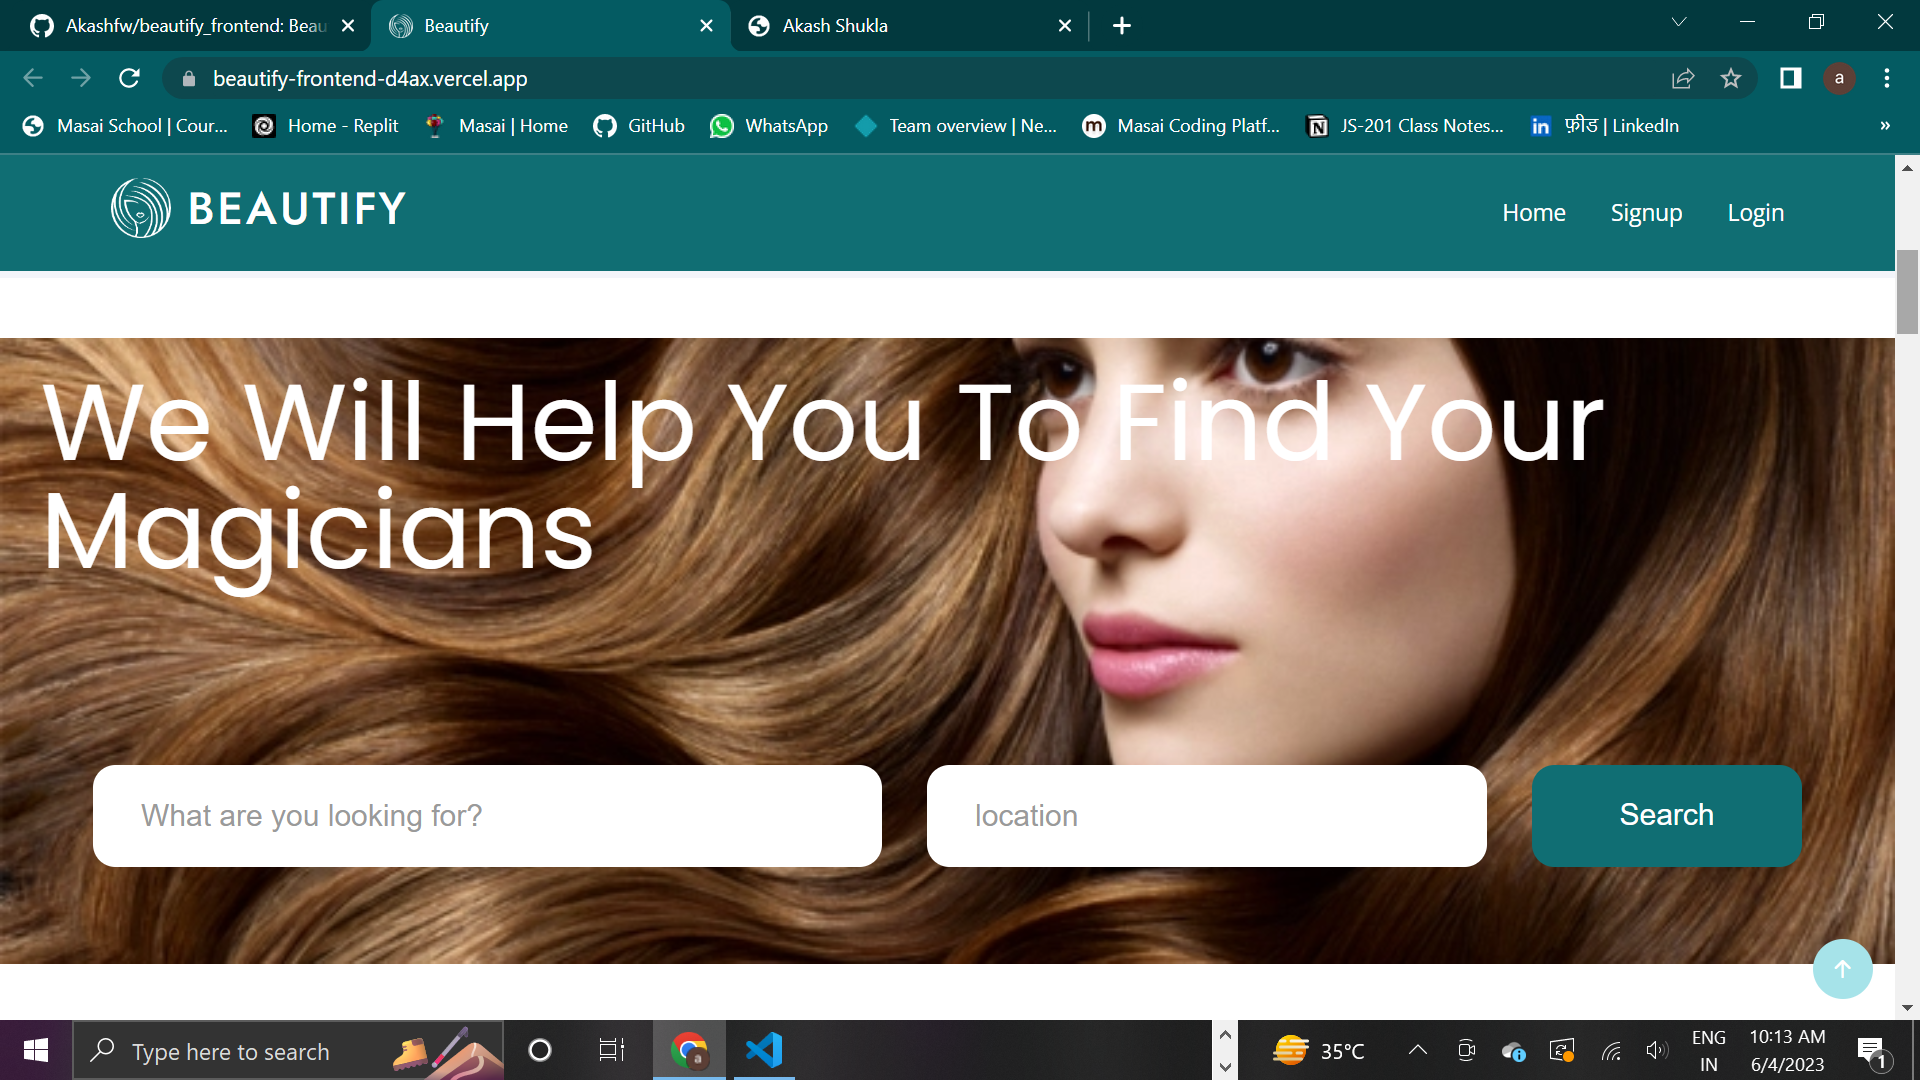 Akashfw/beautify_frontend: Beau
Beautify
Akash Shukla
beautify-frontend-d4ax.vercel.app
a
Masai School | Cour...
Home - Replit
Masai | Home
GitHub
WhatsApp
Team overview | Ne...
m
Masai Coding Platf...
JS-201 Class Notes...
in
फ़ीड | LinkedIn
»
BEAUTIFY
Home
Signup
Login
We Will Help You To Find Your
Magicians
What are you looking for?
location
Search
Type here to search
a
35°C
ENG
IN
10:13 AM
6/4/2023
1